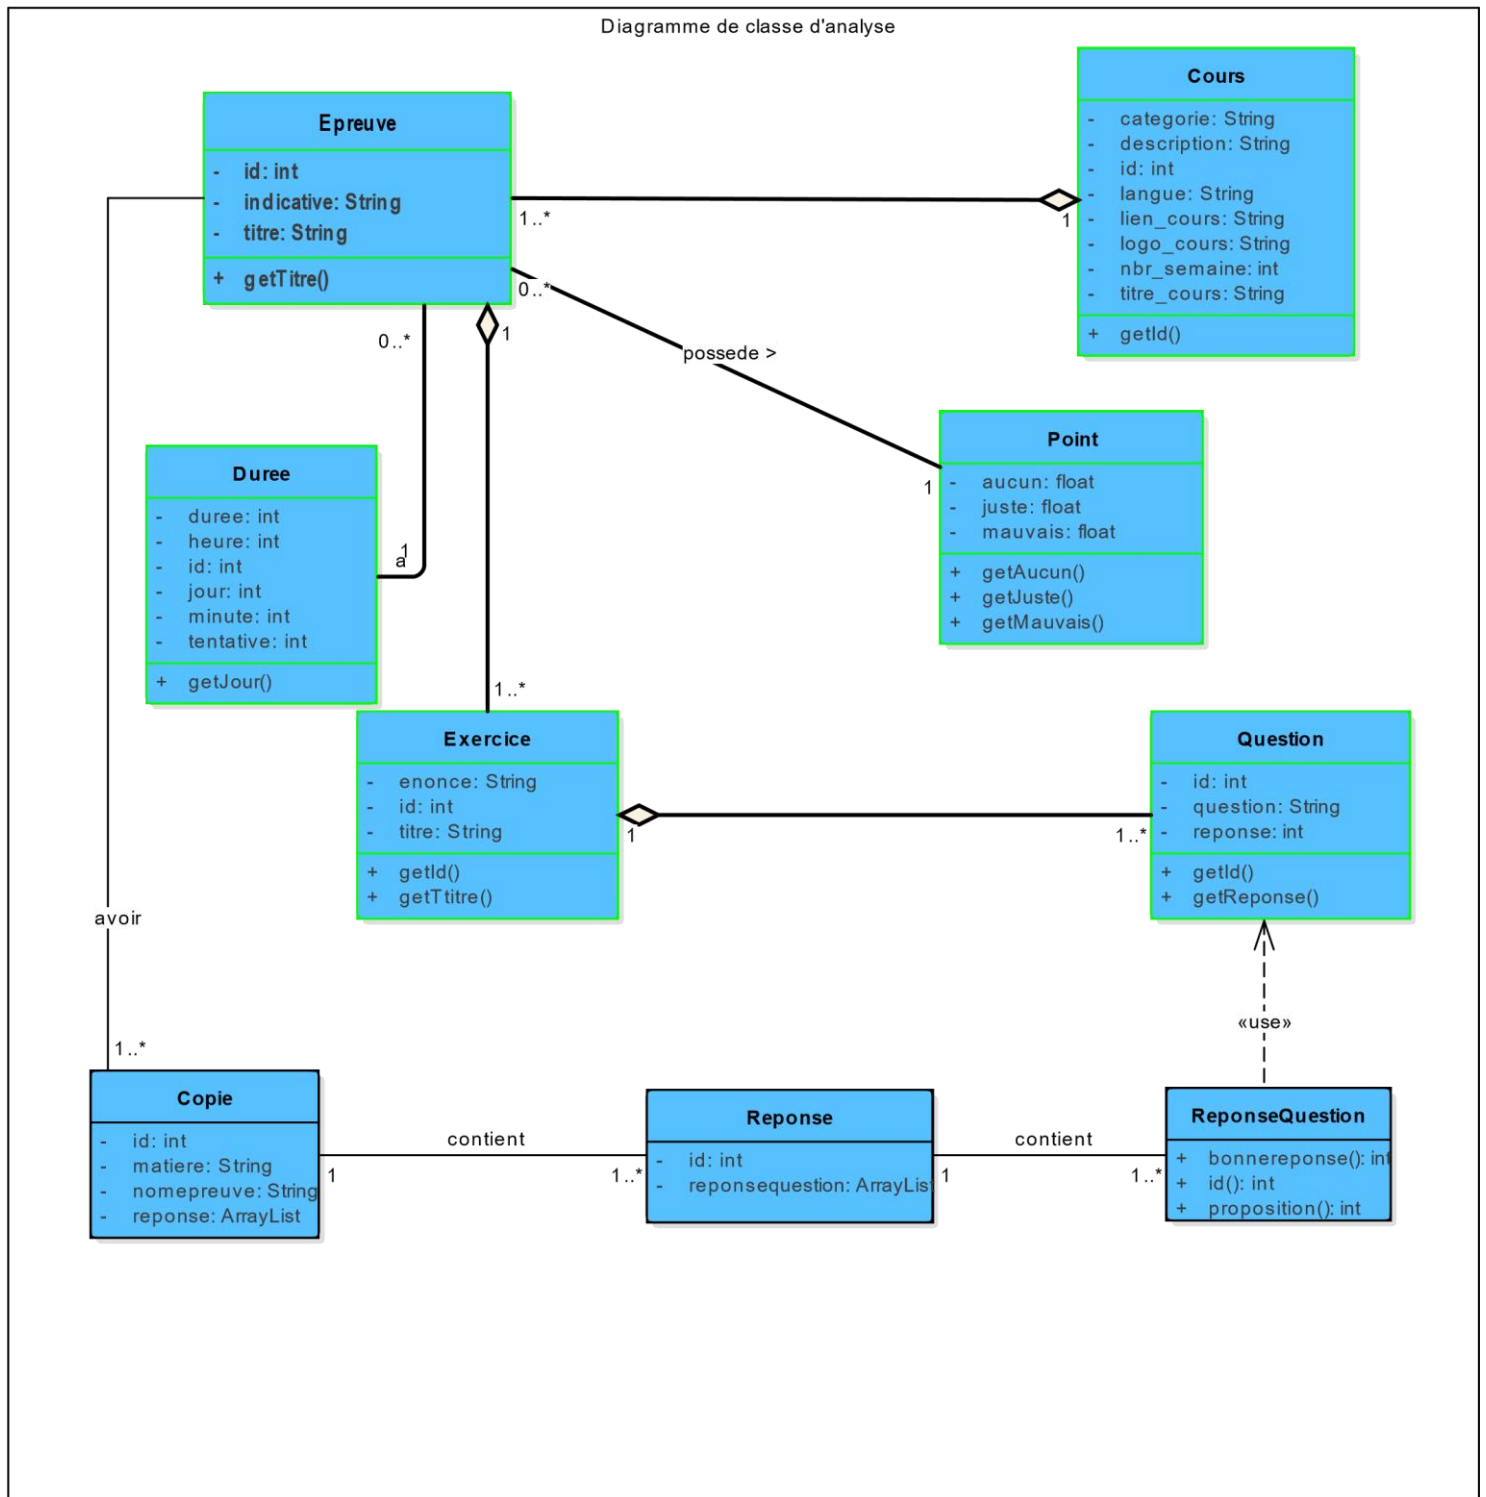 Diagramme de classe d'analyse
Cours
- categorie: String
- description: String
- id: int
- langue: String
- lien_cours: String
- logo_cours: String
- nbr_semaine: int
- titre_cours: String
+ getId()
Epreuve
- id: int
- indicative: String
- titre: String
+ getTitre()
1..*
1
0..*
possede >
1
0..*
1
a
1
1..*
Point
- aucun: float
- juste: float
- mauvais: float
+ getAucun()
+ getJuste()
+ getMauvais()
Duree
- duree: int
- heure: int
- id: int
- jour: int
- minute: int
- tentative: int
+ getJour()
Exercice
- enonce: String
- id: int
- titre: String
+ getId()
+ getTtitre()
1
1..*
Question
- id: int
- question: String
- reponse: int
+ getId()
+ getReponse()
avoir
1..*
«use»
Copie
- id: int
- matiere: String
- nomepreuve: String
- reponse: ArrayList
contient
1
1..*
Reponse
- id: int
- reponsequestion: ArrayList
contient
1
1..*
ReponseQuestion
+ bonnereponse(): int
+ id(): int
+ proposition(): int